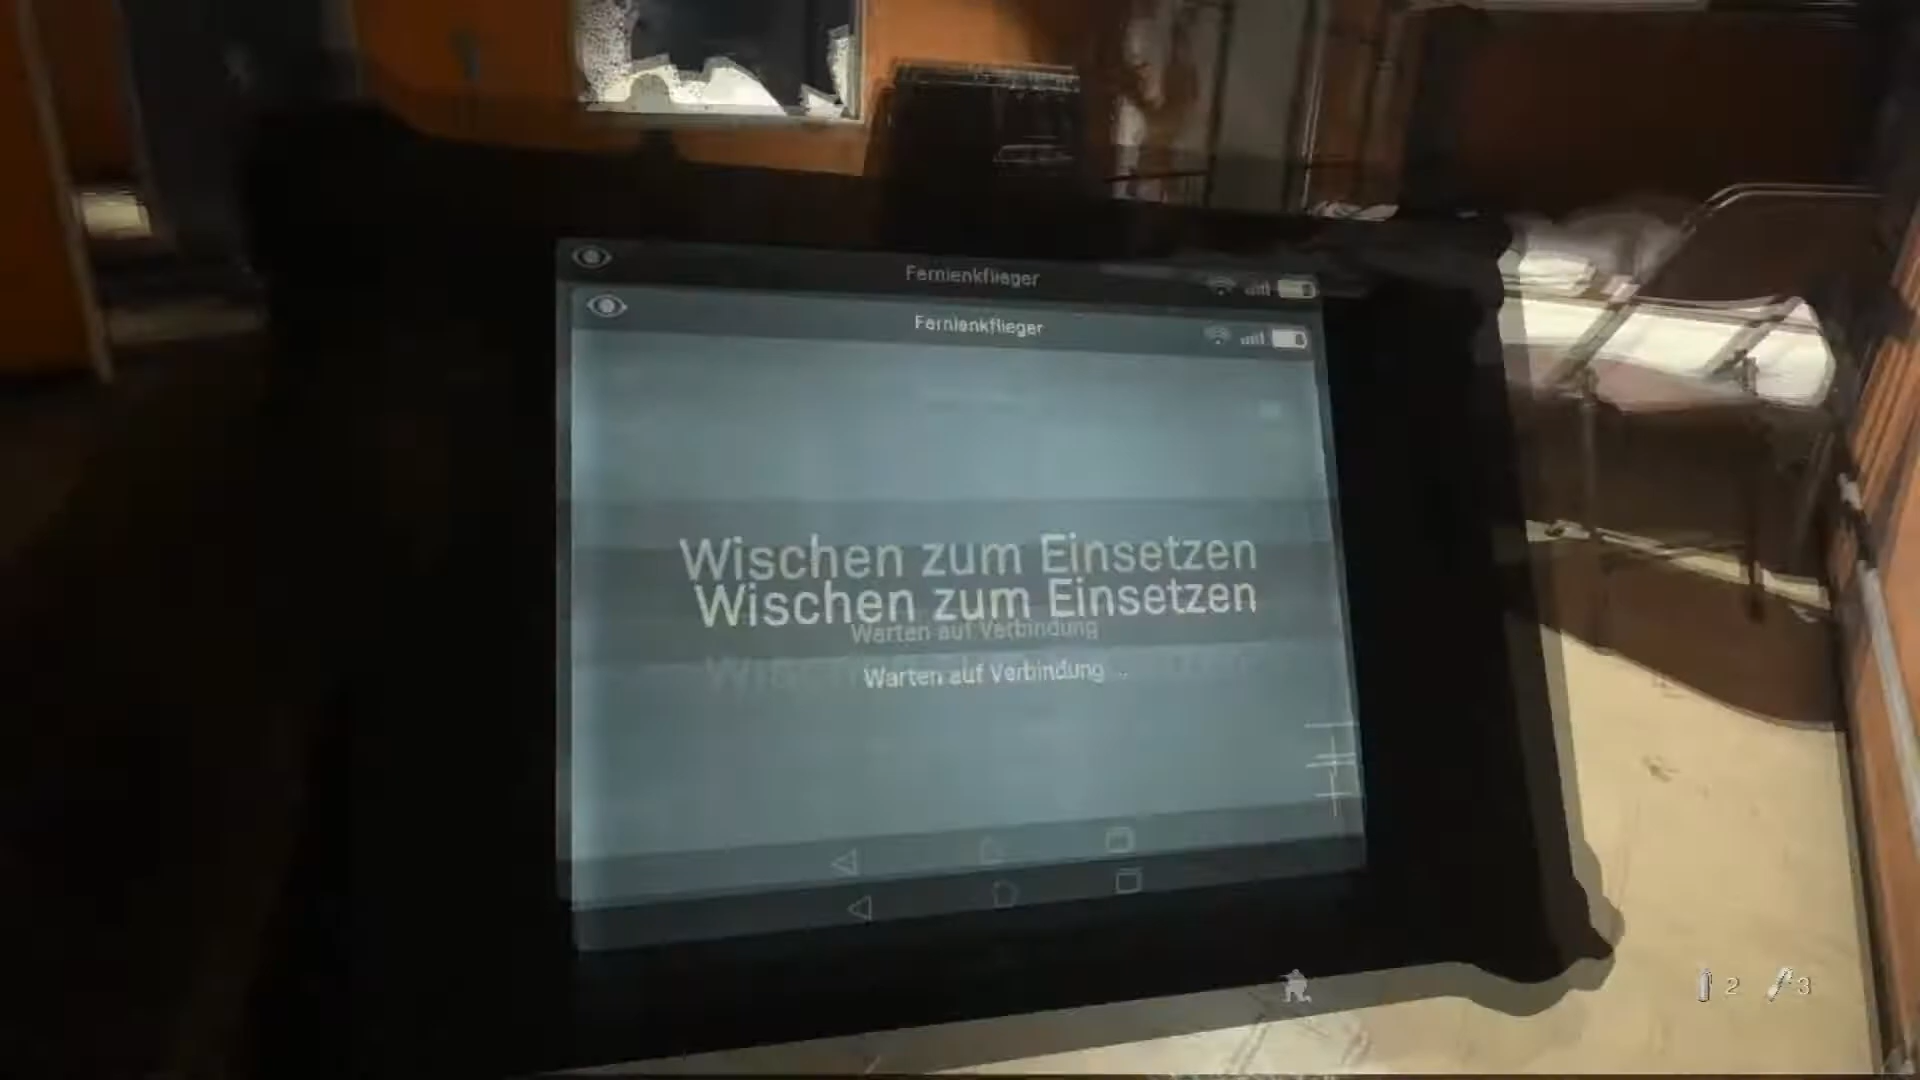 Fernlenkflieger
Fernlenkflieger
Wischen zum Einsetzen
Wischen zum Einsetzen
Warten auf Verbindung
Warten auf Verbindung...
2 3